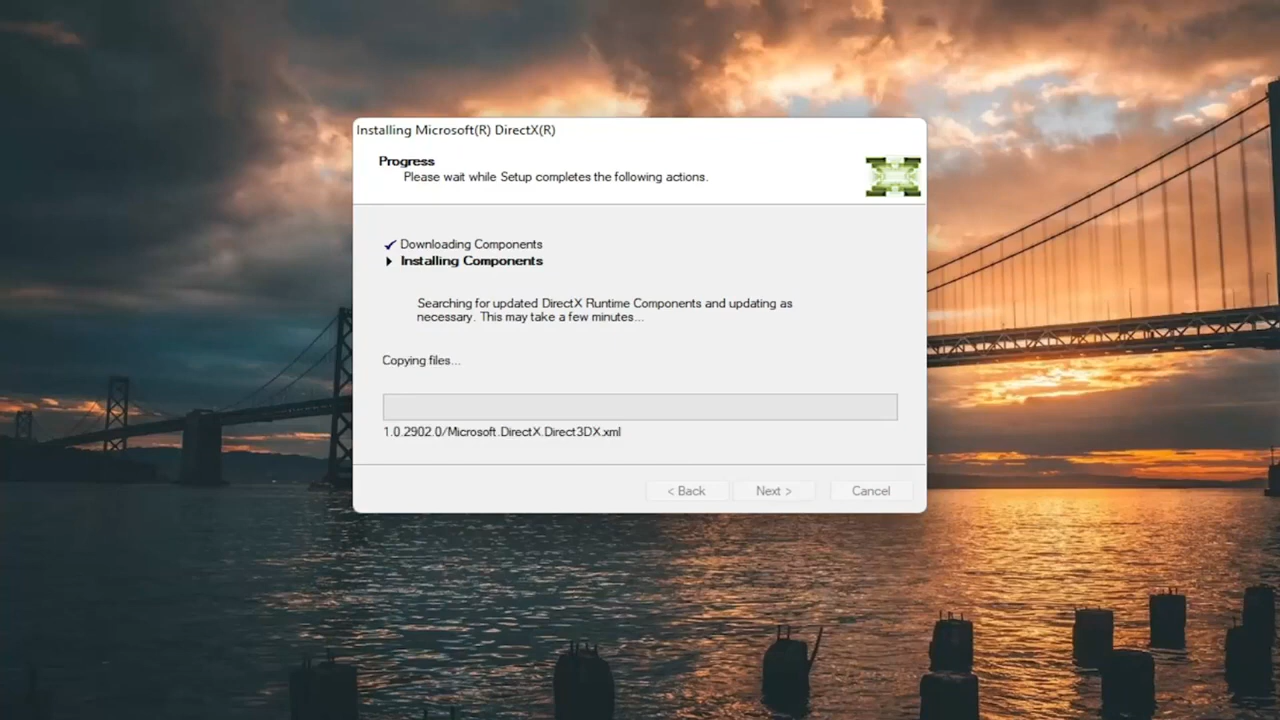 Installing Microsoft(R) DirectX(R)
Progress
Please wait while Setup completes the following actions.
Downloading Components
Installing Components
Searching for updated DirectX Runtime Components and updating as
necessary. This may take a few minutes...
Copying files...
1.0.2902.0/Microsoft.DirectX.Direct3DX.xml
< Back
Next >
Cancel